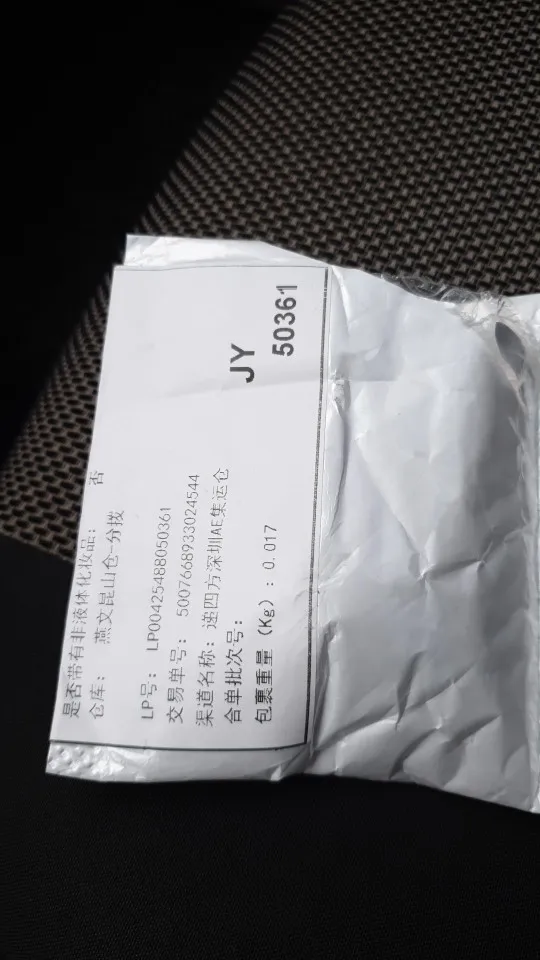 是否带有非液体化妆品： 否
仓库： 燕文昆山仓-分拨
JY
50361
LP号： LP00425488050361
交易单号： 5007668933024544
渠道名称：递四方深圳AE集运仓
合单批次号：
包裹重量（Kg）：0.017